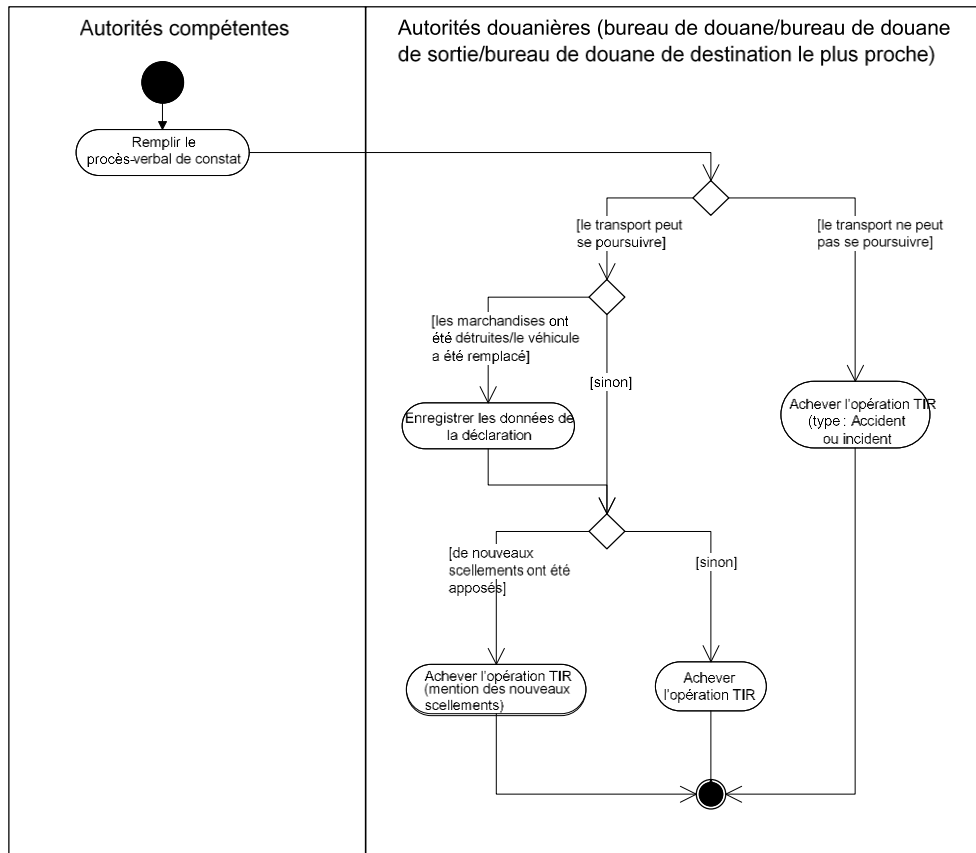 Autorités compétentes
Autorités douanières (bureau de douane/bureau de douane
de sortie/bureau de douane de destination le plus proche)
Remplir le
procès-verbal de constat
[le transport peut
se poursuivre]
[le transport ne peut
pas se poursuivre]
[les marchandises ont
été détruites/le véhicule
a été remplacé]
[sinon]
Enregistrer les données de
la déclaration
Achever l'opération TIR
(type : Accident
ou incident
[de nouveaux
scellements ont été
apposés]
[sinon]
Achever l'opération TIR
(mention des nouveaux
scellements)
Achever
l'opération TIR